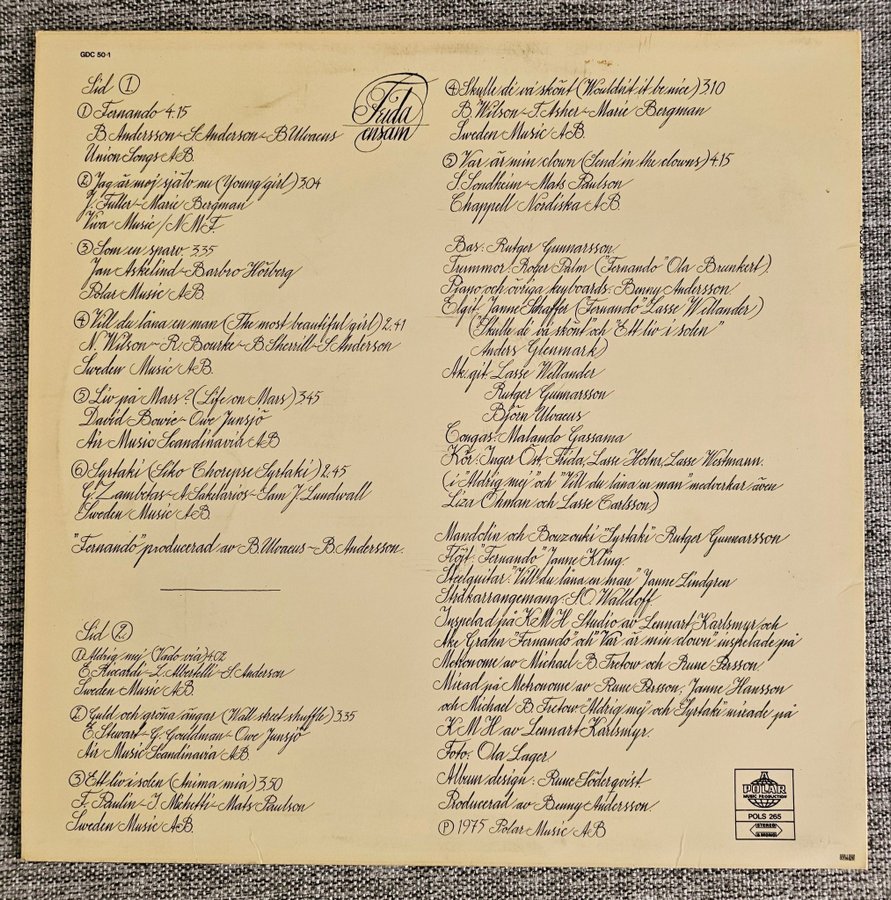 GDC 50-1
Frida
ensam
Sid 1
① Fernando 4.15
B. Andersson-S Anderson-B Ulvaeus
Union Songs AB.
② Jag är mej själv nu (Young girl) 3.04
J. Fuller-Marie Bergman
Viva Music/N.M.F.
③ Som en sparv 3.35
Jan Askelind-Barbro Hörberg
Polar Music AB
④ Vill du låna en man (The most beautiful girl) 2.41
N. Wilson-R. Bourke-B. Sherrill-S Anderson
Sweden Music AB.
⑤ Liv på Mars? (Life on Mars) 3.45
David Bowie-Owe Junsjö
Air Music Scandinavia AB
⑥ Syrtaki (Siko Chorepse Syrtaki) 2.45
G. Zambetas-A Sakelarios-Sam J. Lundwall
Sweden Music AB.
"Fernando" producerad av B. Ulvaeus-B. Andersson.
Sid 2
① Aldrig mej (Vado via) 4.02
E. Riccardi-L. Albertelli-S Anderson
Sweden Music AB.
② Guld och gröna ängar (Wall street shuffle) 3.35
E. Stewart-G. Gouldman-Owe Junsjö
Air Music Scandinavia AB.
③ Ett liv i solen (Anima mia) 3.50
F. Paulin-I Michetti-Mats Paulson
Sweden Music AB.
④ Skulle de' va skönt (Wouldn't it be nice) 3.10
B. Wilson-T. Asher-Marie Bergman
Sweden Music AB.
⑤ Var är min clown (Send in the clowns) 4.15
S. Sondheim-Mats Paulson
Chappell Nordiska AB.
Bas: Rutger Gunnarsson
Trummor: Roger Palm ("Fernando" Ola Brunkert).
Piano och övriga keyboards: Benny Andersson
Elgit: Janne Schaffer ("Fernando" Lasse Wellander)
("Skulle de' va skönt" och "Ett liv i solen"
Anders Glenmark)
Ak. git. Lasse Wellander
Rutger Gunnarsson
Björn Ulvaeus
Congas: Malando Gassama
Kör: Inger Öst, Frida, Lasse Holm, Lasse Westmann.
(i "Aldrig mej" och "Vill du låna en man" medverkar även
Liza Öhman och Lasse Carlsson)
Mandolin och Bouzouki "Syrtaki" Rutger Gunnarsson
Flöjt: "Fernando" Janne Kling.
Steelguitar: "Vill du låna en man" Janne Lindgren
Stråkarrangemang: S.O. Walldoff
Inspelad på K.M.H. Studio av Lennart Karlsmyr och
Åke Grahn "Fernando" och "Var är min clown" inspelade på
Metronome av Michael B. Tretow och Rune Persson
Mixad på Metronome av Rune Persson, Janne Hansson
och Michael B. Tretow "Aldrig mej" och "Syrtaki" mixade på
K.M.H. av Lennart Karlsmyr.
Foto: Ola Lager
Album design: Rune Söderqvist.
Producerad av Benny Andersson.
Ⓟ 1975 Polar Music AB
POLAR
MUSIC PRODUCTION
POLS 265
STEREO
& MONO